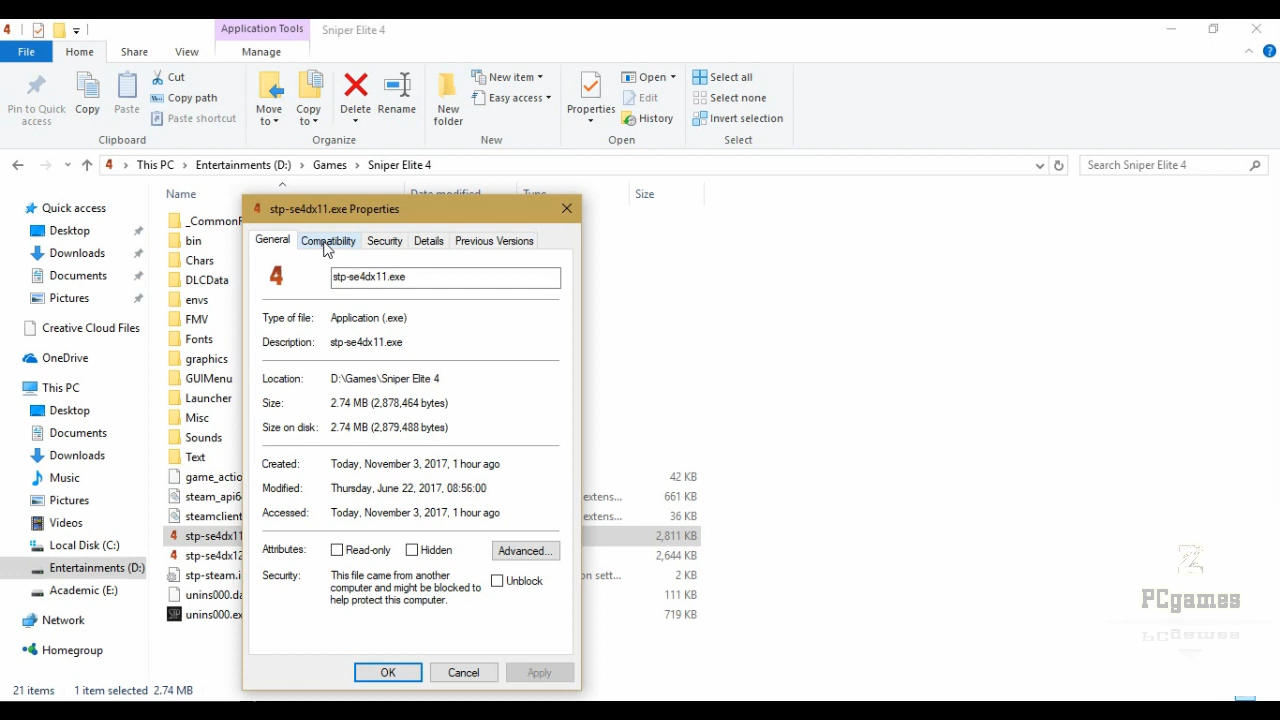 4
Application Tools
Sniper Elite 4
File
Home
Share
View
Manage
Pin to Quick access
Copy
Paste
Cut
Copy path
Paste shortcut
Clipboard
Move to
Copy to
Delete
Rename
Organize
New folder
New item
Easy access
New
Properties
Open
Edit
History
Open
Select all
Select none
Invert selection
Select
4 This PC Entertainments (D:) Games Sniper Elite 4
Search Sniper Elite 4
Quick access
Desktop
Downloads
Documents
Pictures
Creative Cloud Files
OneDrive
This PC
Desktop
Documents
Downloads
Music
Pictures
Videos
Local Disk (C:)
Entertainments (D:)
Academic (E:)
Network
Homegroup
Name
Date modified
Type
Size
bin
Chars
DLCData
envs
FMV
Fonts
graphics
GUIMenu
Launcher
Misc
Sounds
Text
game_actio
42 KB
steam_api6
extens...
661 KB
steamclient
extens...
36 KB
4 stp-se4dx11
2,811 KB
4 stp-se4dx12
2,644 KB
stp-steam.i
on sett...
2 KB
unins000.da
111 KB
unins000.ex
719 KB
4 stp-se4dx11.exe Properties
General
Compatibility
Security
Details
Previous Versions
4
stp-se4dx11.exe
Type of file: Application (.exe)
Description: stp-se4dx11.exe
Location: D:\Games\Sniper Elite 4
Size: 2.74 MB (2,878,464 bytes)
Size on disk: 2.74 MB (2,879,488 bytes)
Created: Today, November 3, 2017, 1 hour ago
Modified: Thursday, June 22, 2017, 08:56:00
Accessed: Today, November 3, 2017, 1 hour ago
Attributes: Read-only Hidden Advanced...
Security: This file came from another
computer and might be blocked to
help protect this computer.
Unblock
OK
Cancel
Apply
21 items 1 item selected 2.74 MB
Z
PCgames